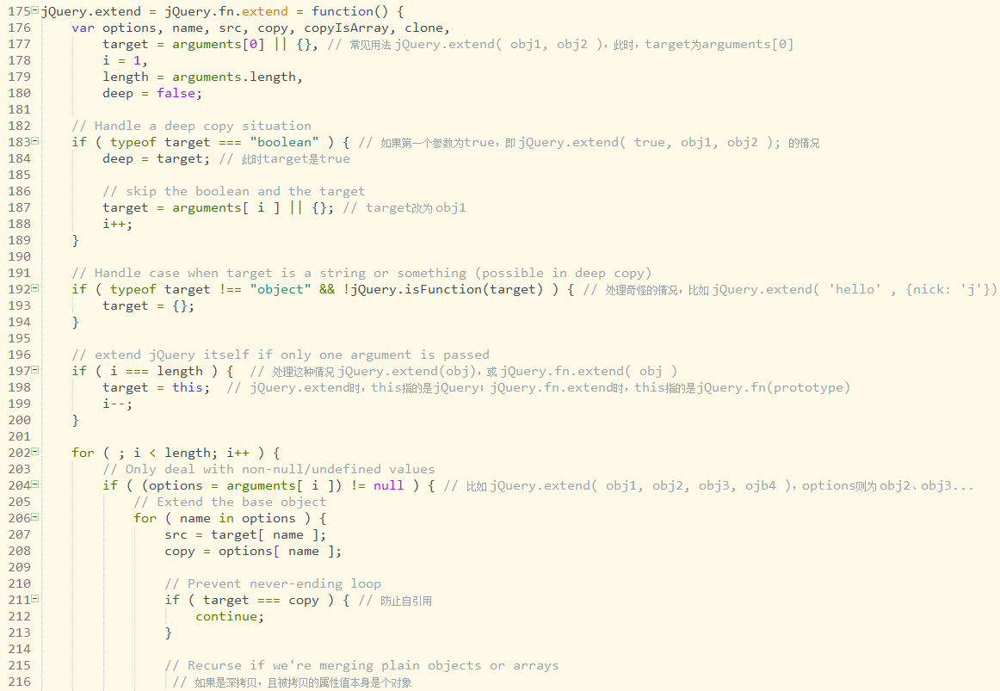 175 jQuery.extend = jQuery.fn.extend = function() {
176     var options, name, src, copy, copyIsArray, clone,
177         target = arguments[0] || {}, // 常见用法 jQuery.extend( obj1, obj2 ),此时,target为arguments[0]
178         i = 1,
179         length = arguments.length,
180         deep = false;
181
182     // Handle a deep copy situation
183     if ( typeof target === "boolean" ) { // 如果第一个参数为true,即 jQuery.extend( true, obj1, obj2 ); 的情况
184         deep = target; // 此时target是true
185
186         // skip the boolean and the target
187         target = arguments[ i ] || {}; // target改为 obj1
188         i++;
189     }
190
191     // Handle case when target is a string or something (possible in deep copy)
192     if ( typeof target !== "object" && !jQuery.isFunction(target) ) { // 处理奇怪的情况,比如 jQuery.extend( 'hello' , {nick: 'j'})
193         target = {};
194     }
195
196     // extend jQuery itself if only one argument is passed
197     if ( i === length ) {  // 处理这种情况 jQuery.extend(obj),或 jQuery.fn.extend( obj )
198         target = this;  // jQuery.extend时,this指的是jQuery;jQuery.fn.extend时,this指的是jQuery.fn(prototype)
199         i--;
200     }
201
202     for ( ; i < length; i++ ) {
203         // Only deal with non-null/undefined values
204         if ( (options = arguments[ i ]) != null ) { // 比如 jQuery.extend( obj1, obj2, obj3, ojb4 ),options则为 obj2、obj3...
205             // Extend the base object
206             for ( name in options ) {
207                 src = target[ name ];
208                 copy = options[ name ];
209
210                 // Prevent never-ending loop
211                 if ( target === copy ) { // 防止自引用
212                     continue;
213                 }
214
215                 // Recurse if we're merging plain objects or arrays
216                  // 如果是深拷贝,且被拷贝的属性值本身是个对象